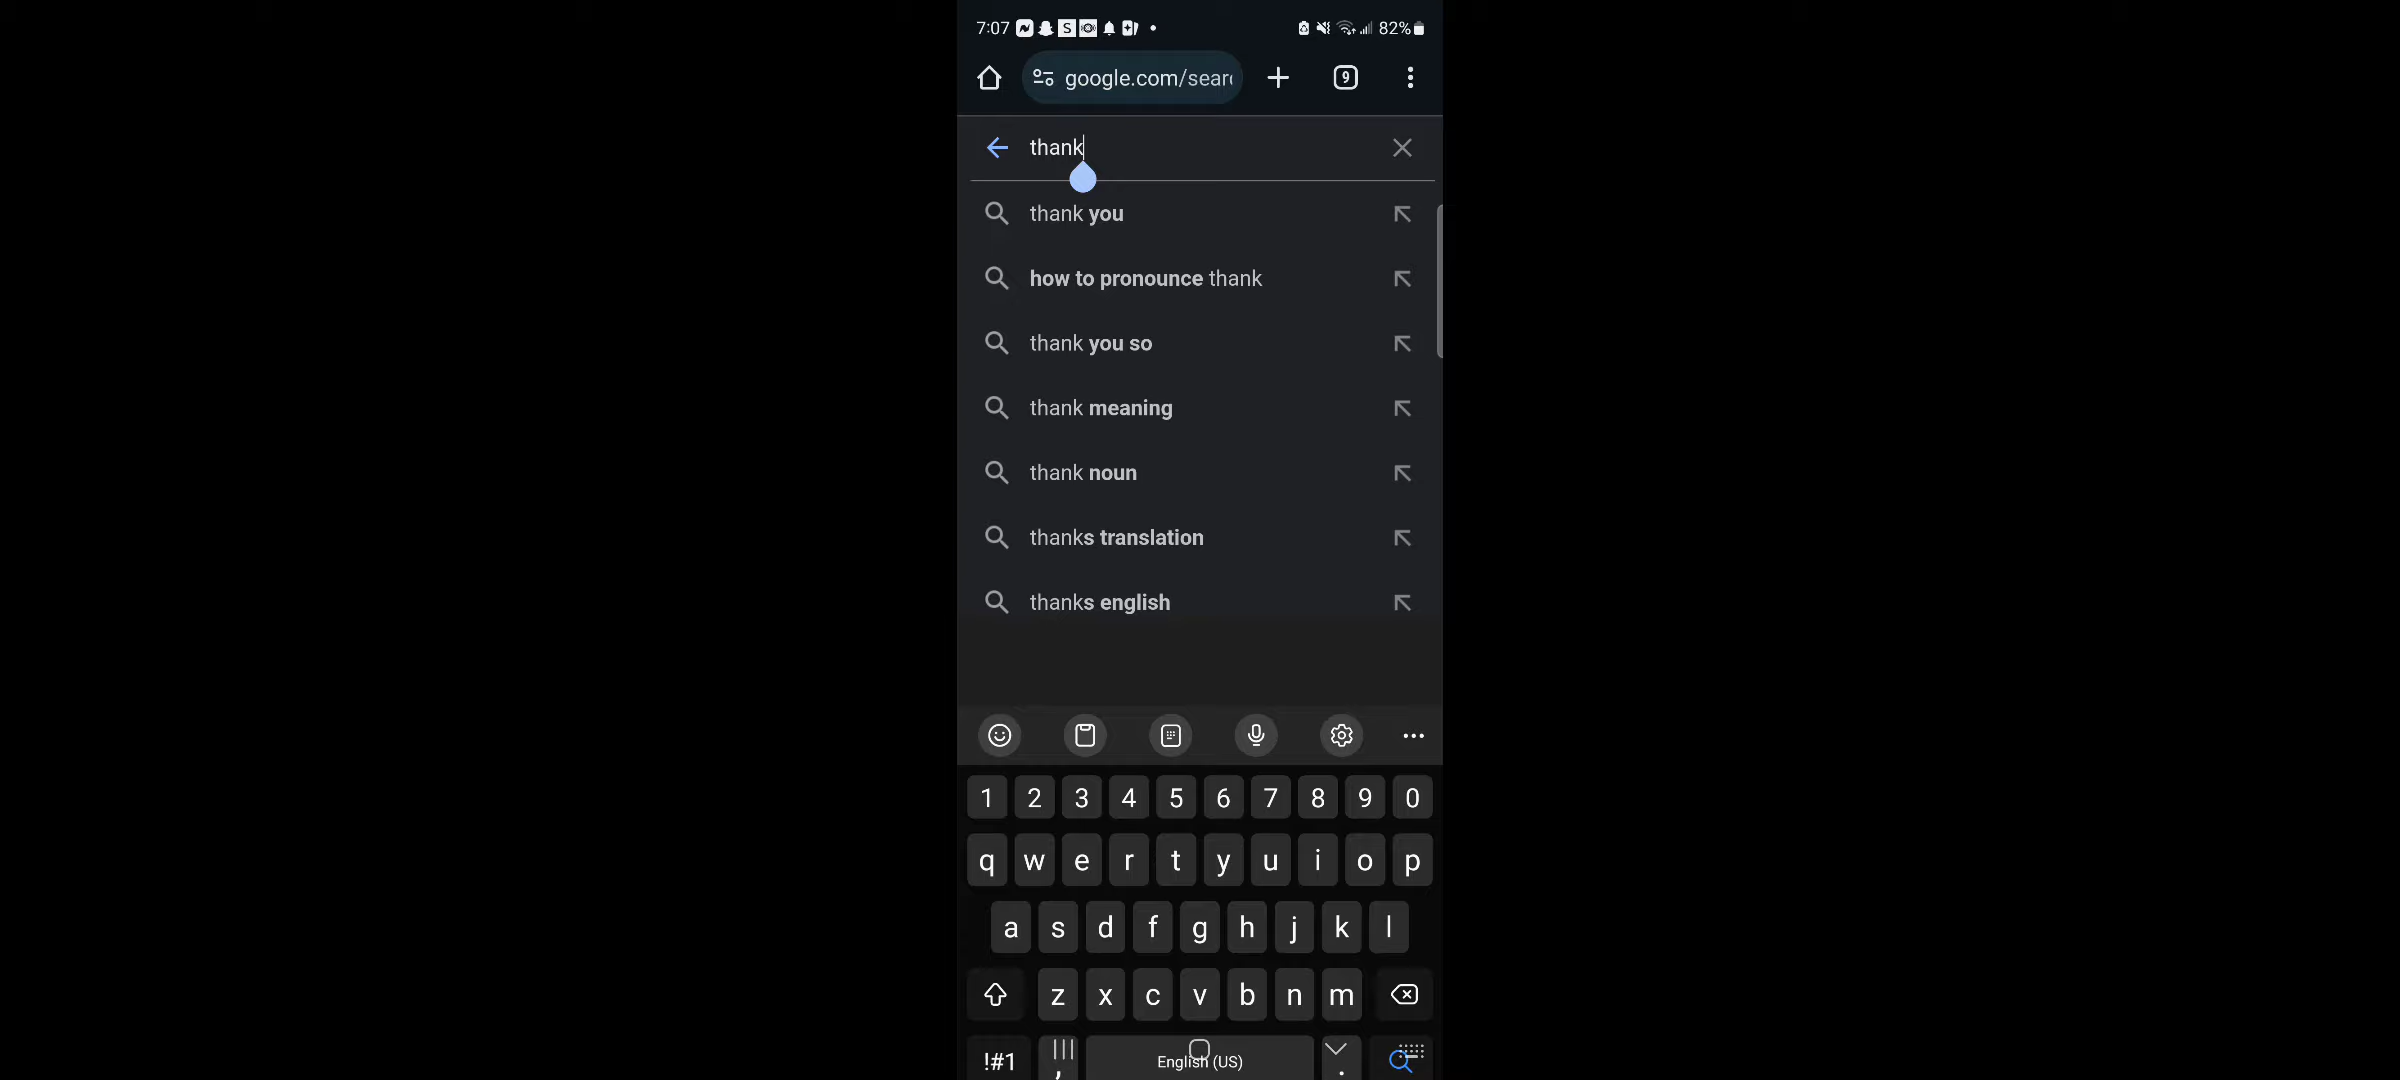 7:07 S 82%
google.com/sear
9
thank
thank you
how to pronounce thank
thank you so
thank meaning
thank noun
thanks translation
thanks english
1 2 3 4 5 6 7 8 9 0
q w e r t y u i o p
a s d f g h j k l
z x c v b n m
!#1 , English (US) .